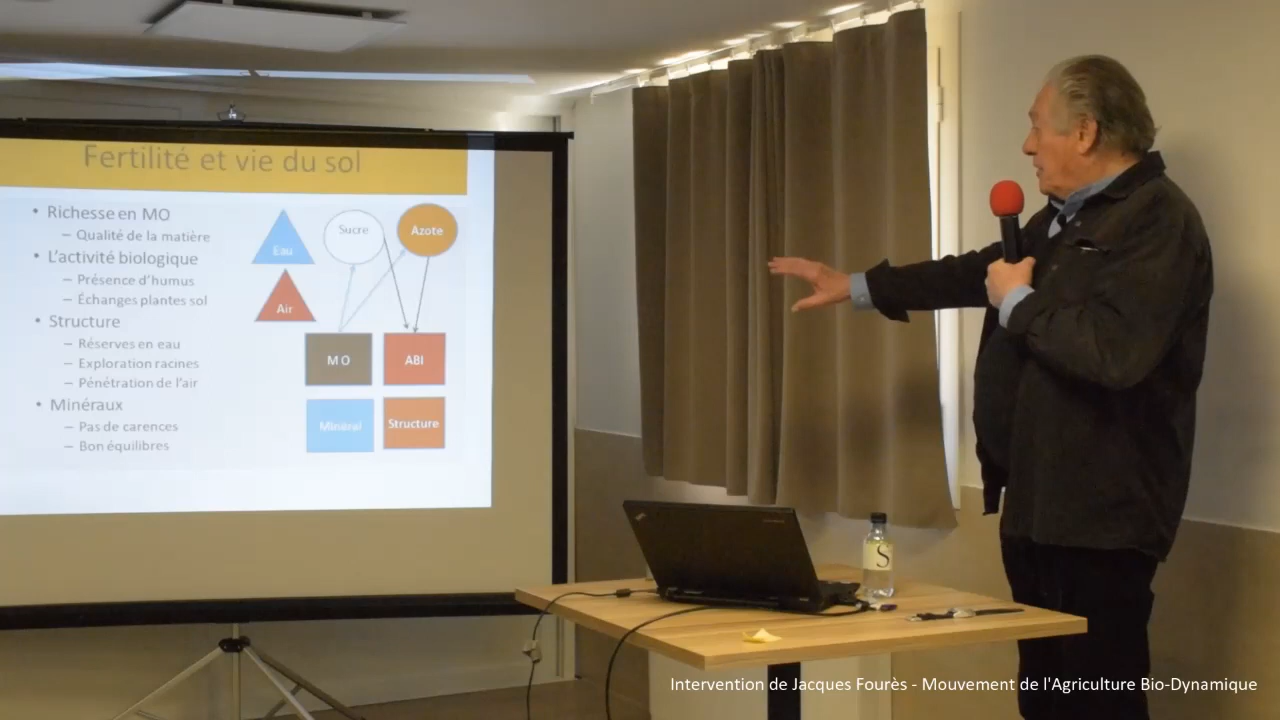 Fertilité et vie du sol
• Richesse en MO
– Qualité de la matière
• L'activité biologique
– Présence d'humus
– Échanges plantes sol
• Structure
– Réserves en eau
– Exploration racines
– Pénétration de l'air
• Minéraux
– Pas de carences
– Bon équilibres
Eau
Sucre
Azote
Air
MO
ABI
Minéral
Structure
S
Intervention de Jacques Fourès - Mouvement de l'Agriculture Bio-Dynamique